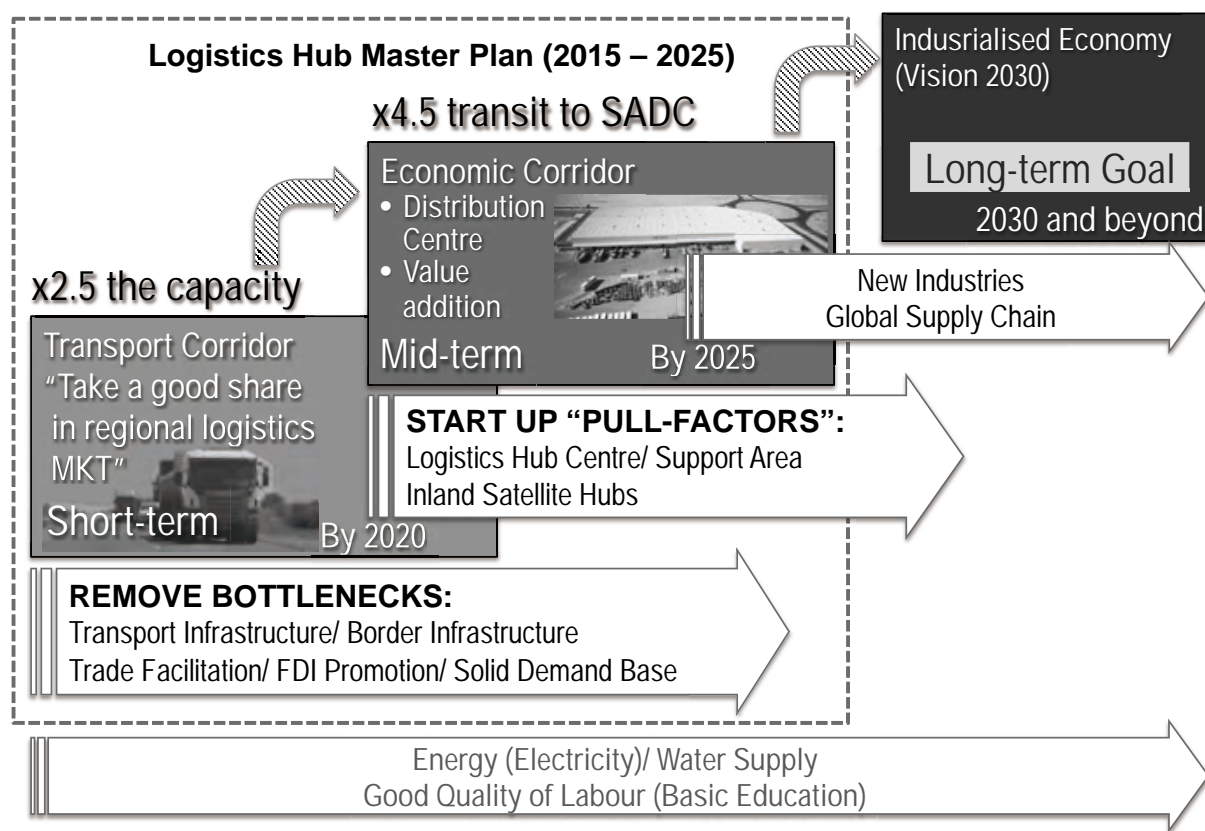 Logistics Hub Master Plan (2015 – 2025)
Indusrialised Economy
(Vision 2030)
Long-term Goal
2030 and beyond
x4.5 transit to SADC
Economic Corridor
• Distribution
Centre
• Value
addition
Mid-term
By 2025
New Industries
Global Supply Chain
x2.5 the capacity
Transport Corridor
“Take a good share
in regional logistics
MKT”
Short-term
By 2020
START UP “PULL-FACTORS”:
Logistics Hub Centre/ Support Area
Inland Satellite Hubs
REMOVE BOTTLENECKS:
Transport Infrastructure/ Border Infrastructure
Trade Facilitation/ FDI Promotion/ Solid Demand Base
Energy (Electricity)/ Water Supply
Good Quality of Labour (Basic Education)